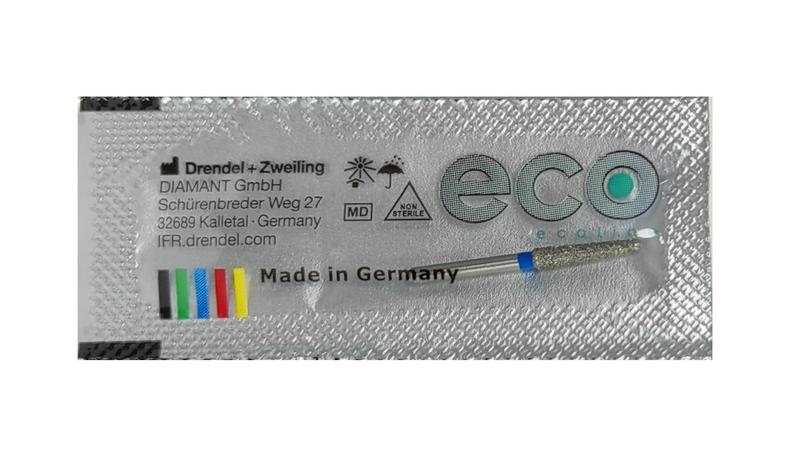 Drendel + Zweiling
DIAMANT GmbH
Schürenbreder Weg 27
32689 Kalletal · Germany
IFR.drendel.com
MD
NON
STERILE
eco
ecoline
Made in Germany